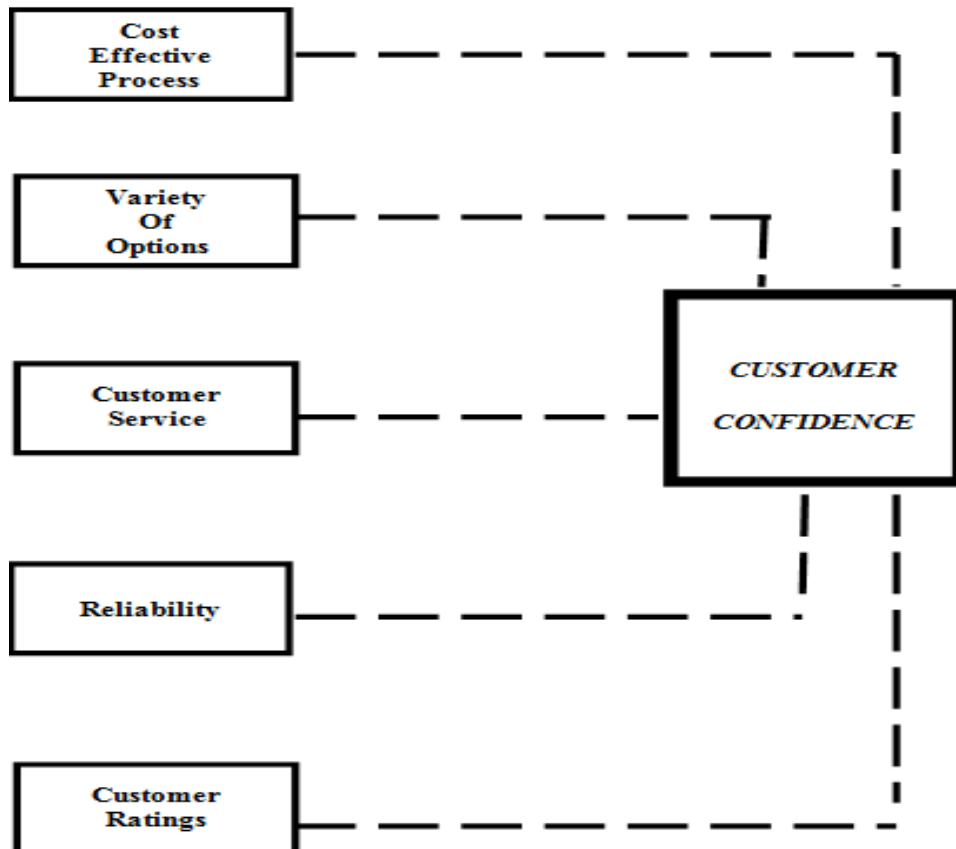 Cost
Effective
Process
Variety
Of
Options
Customer
Service
CUSTOMER
CONFIDENCE
Reliability
Customer
Ratings